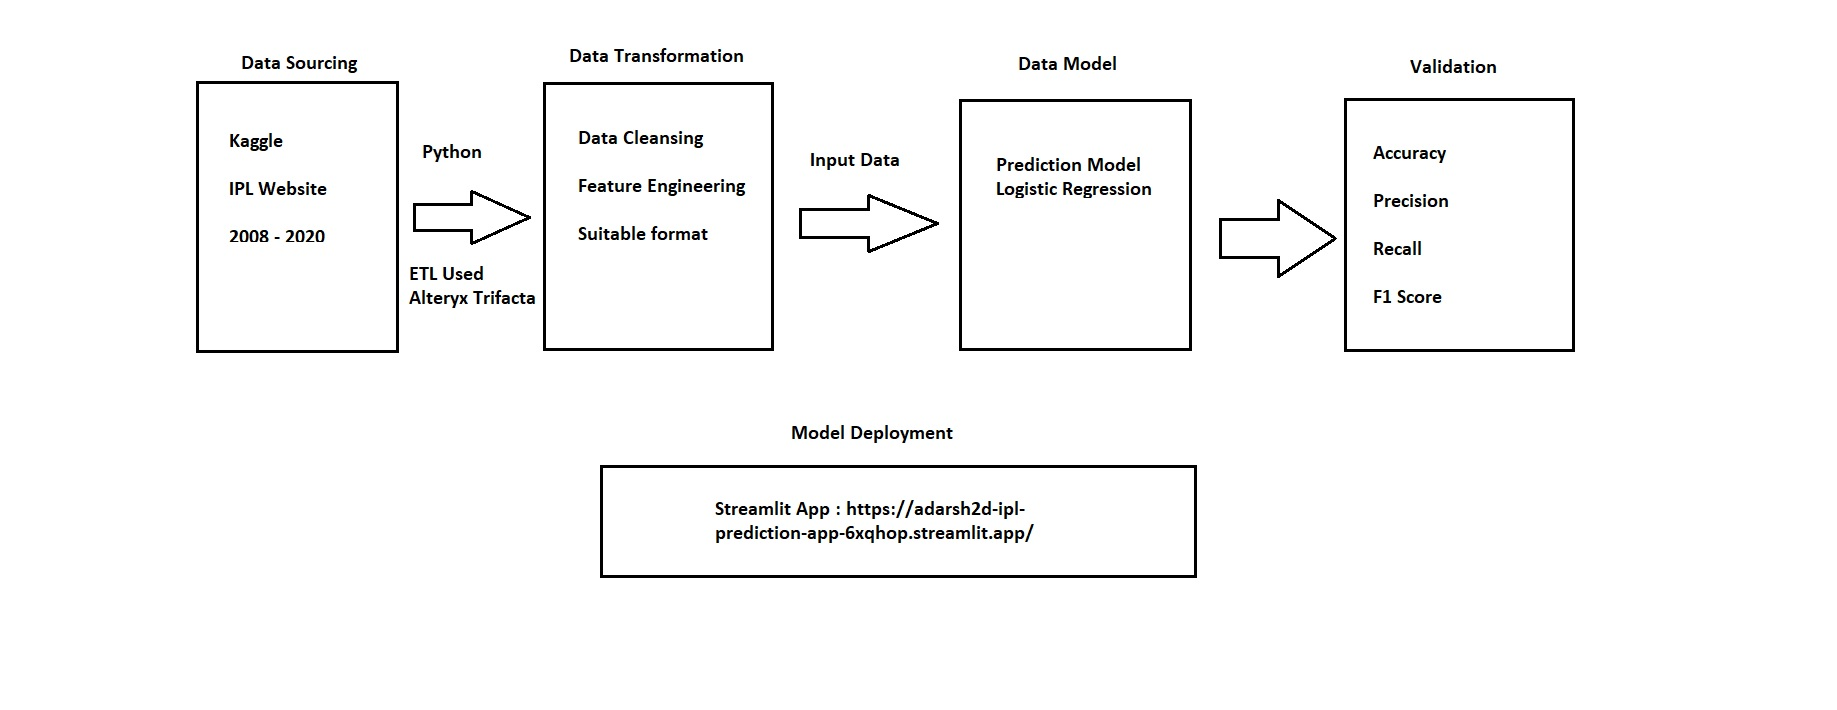 Data Sourcing
Kaggle
IPL Website
2008 - 2020
Python
ETL Used
Alteryx Trifacta
Data Transformation
Data Cleansing
Feature Engineering
Suitable format
Input Data
Data Model
Prediction Model
Logistic Regression
Validation
Accuracy
Precision
Recall
F1 Score
Model Deployment
Streamlit App : https://adarsh2d-ipl-
prediction-app-6xqhop.streamlit.app/